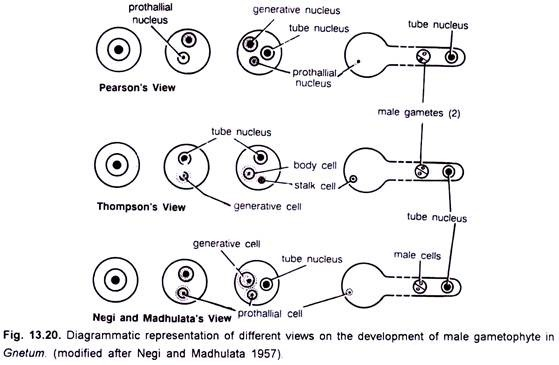 generative nucleus
prothallial
nucleus
tube nucleus
tube nucleus
prothallial
nucleus
Pearson's View
male gametes (2)
tube nucleus
body cell
stalk cell
generative cell
Thompson's View
tube nucleus
generative cell
tube nucleus
male cells
prothallial cell
Negi and Madhulata's View
Fig. 13.20. Diagrammatic representation of different views on the development of male gametophyte in
Gnetum. (modified after Negi and Madhulata 1957).